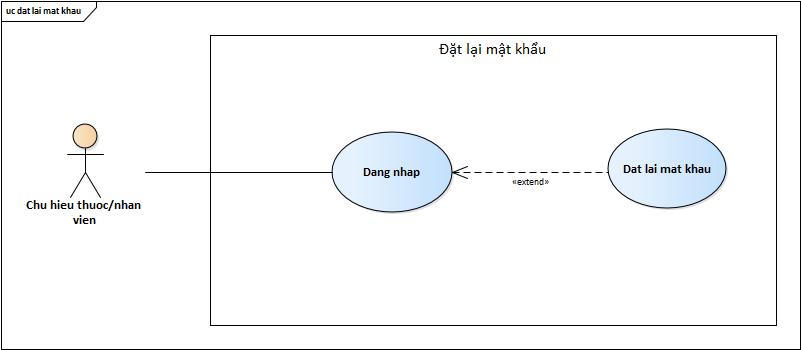 uc dat lai mat khau
Đặt lại mật khẩu
Dang nhap
Dat lai mat khau
«extend»
Chu hieu thuoc/nhan
vien